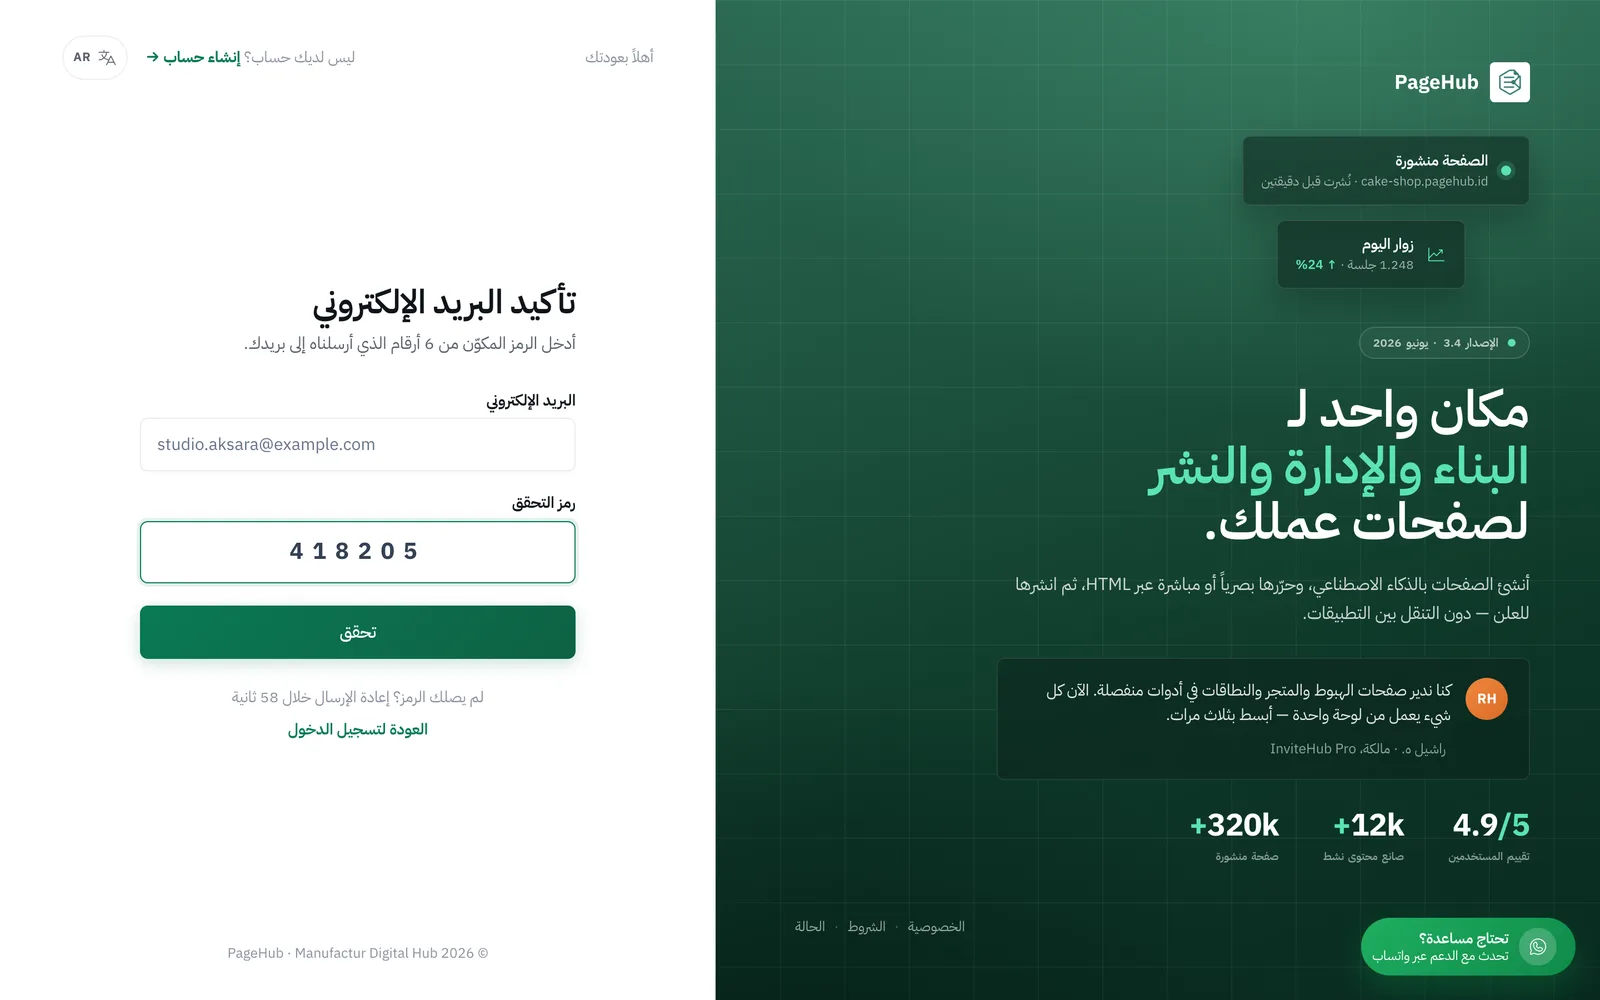 PageHub
الصفحة منشورة
cake-shop.pagehub.id · نُشرت قبل دقيقتين
زوار اليوم
1.248 جلسة · ↑ 24%
الإصدار 3.4 · يونيو 2026
مكان واحد لـ
البناء والإدارة والنشر
لصفحات عملك.
أنشئ الصفحات بالذكاء الاصطناعي، وحرّرها بصرياً أو مباشرة عبر HTML، ثم انشرها
للعلن — دون التنقل بين التطبيقات.
RH
كنا ندير صفحات الهبوط والمتجر والنطاقات في أدوات منفصلة. الآن كل
شيء يعمل من لوحة واحدة — أبسط بثلاث مرات.
راشيل ه. · مالكة، InviteHub Pro
4.9/5
تقييم المستخدمين
12k+
صانع محتوى نشط
320k+
صفحة منشورة
الخصوصية · الشروط · الحالة
تحتاج مساعدة؟
تحدث مع الدعم عبر واتساب
أهلاً بعودتك
ليس لديك حساب؟ إنشاء حساب →
AR
تأكيد البريد الإلكتروني
أدخل الرمز المكوّن من 6 أرقام الذي أرسلناه إلى بريدك.
البريد الإلكتروني
studio.aksara@example.com
رمز التحقق
418205
تحقق
لم يصلك الرمز؟ إعادة الإرسال خلال 58 ثانية
العودة لتسجيل الدخول
© 2026 PageHub · Manufactur Digital Hub